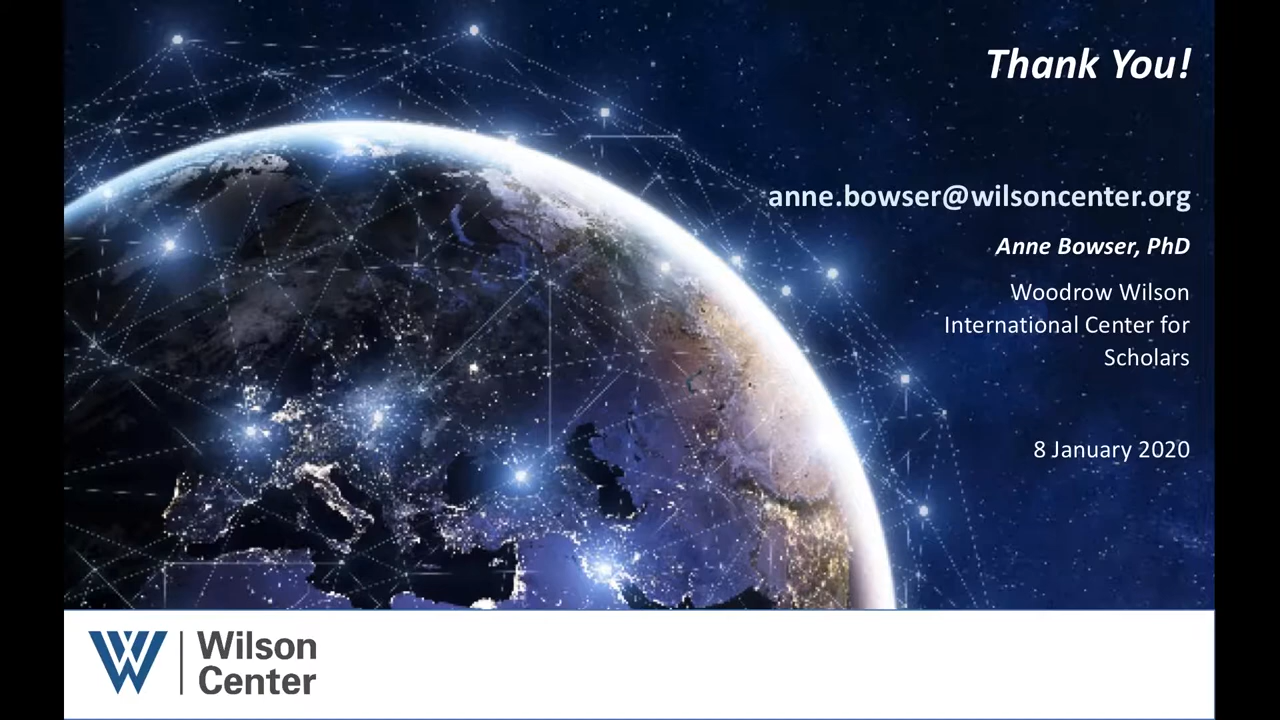 Thank You!
anne.bowser@wilsoncenter.org
Anne Bowser, PhD
Woodrow Wilson
International Center for
Scholars
8 January 2020
Wilson
Center